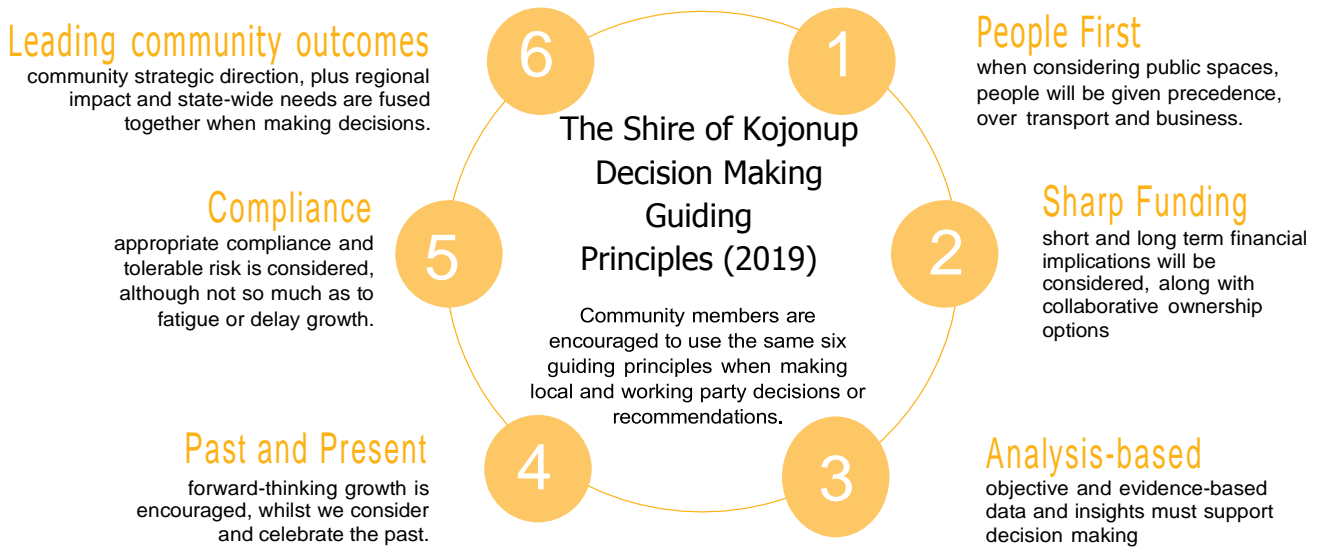 The Shire of Kojonup
Decision Making
Guiding
Principles (2019)
Community members are
encouraged to use the same six
guiding principles when making
local and working party decisions or
recommendations.
1
People First
when considering public spaces,
people will be given precedence,
over transport and business.
2
Sharp Funding
short and long term financial
implications will be
considered, along with
collaborative ownership
options
3
Analysis-based
objective and evidence-based
data and insights must support
decision making
4
Past and Present
forward-thinking growth is
encouraged, whilst we consider
and celebrate the past.
5
Compliance
appropriate compliance and
tolerable risk is considered,
although not so much as to
fatigue or delay growth.
6
Leading community outcomes
community strategic direction, plus regional
impact and state-wide needs are fused
together when making decisions.